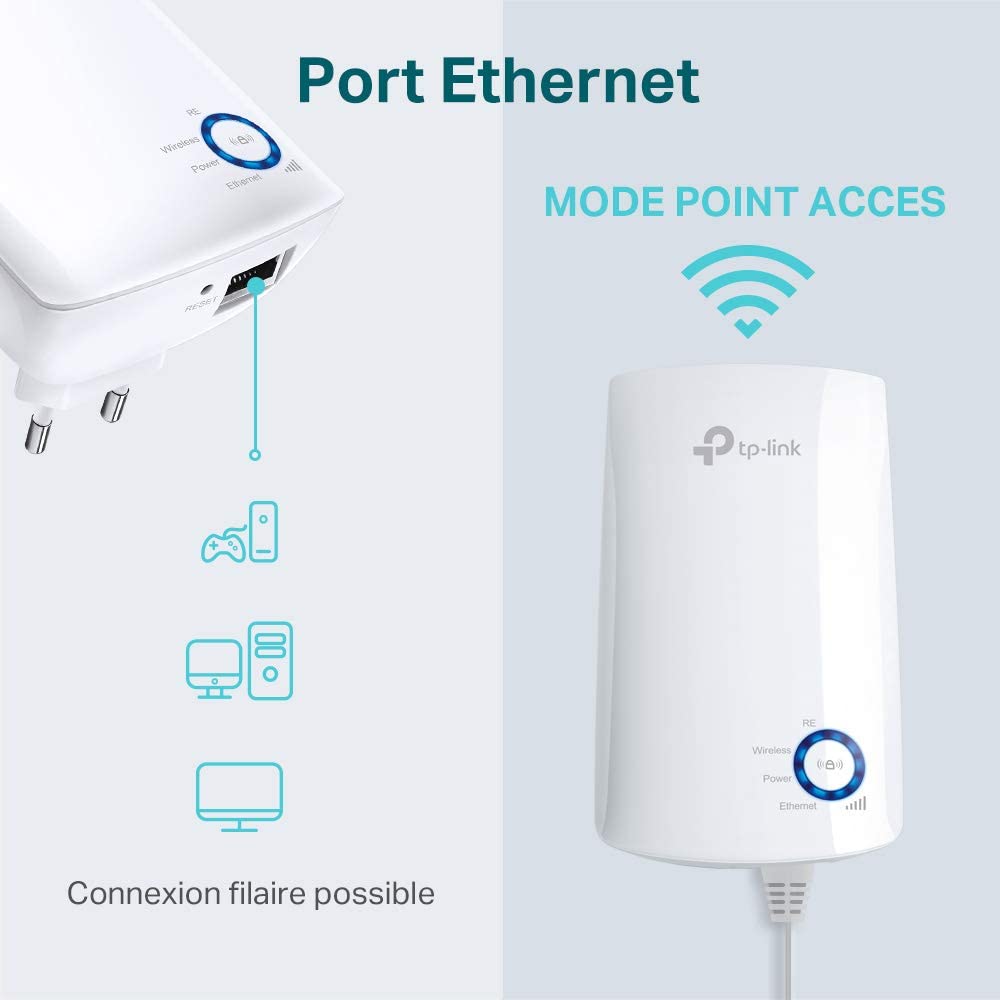 Port Ethernet
RE
Wireless
Power
Ethernet
RESET
Connexion filaire possible
MODE POINT ACCES
tp-link
RE
Wireless
Power
Ethernet